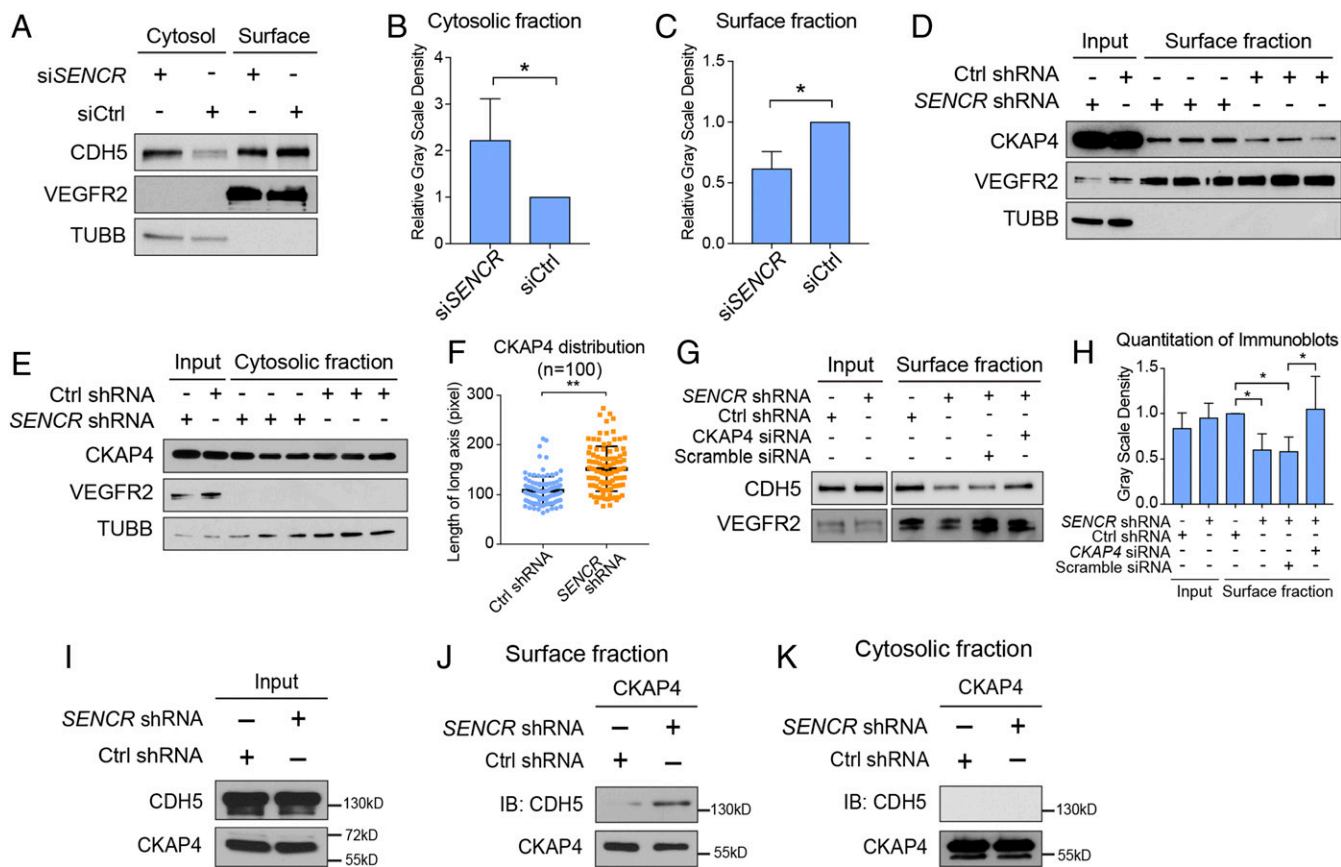 A
Cytosol Surface
siSENCR + - + -
siCtrl - + - +
CDH5
VEGFR2
TUBB
B
Cytosolic fraction
Relative Gray Scale Density
4
3
2
1
0
*
siSENCR
siCtrl
C
Surface fraction
Relative Gray Scale Density
1.5
1.0
0.5
0.0
*
siSENCR
siCtrl
D
Input Surface fraction
Ctrl shRNA - + - - - + + +
SENCR shRNA + - + + + - - -
CKAP4
VEGFR2
TUBB
E
Input Cytosolic fraction
Ctrl shRNA - + - - - + + +
SENCR shRNA + - + + + - - -
CKAP4
VEGFR2
TUBB
F
CKAP4 distribution
(n=100)
**
Length of long axis (pixel)
300
200
150
100
0
Ctrl shRNA
SENCR
shRNA
G
Input Surface fraction
SENCR shRNA - + - + + +
Ctrl shRNA + - + - - -
CKAP4 siRNA - - - - - +
Scramble siRNA - - - - + -
CDH5
VEGFR2
H
Quantitation of Immunoblots
Gray Scale Density
1.5
1.0
0.5
0.0
*
*
*
SENCR shRNA - + - + + +
Ctrl shRNA + - + - - -
CKAP4 siRNA - - - - - +
Scramble siRNA - - - - + -
Input Surface fraction
I
Input
SENCR shRNA - +
Ctrl shRNA + -
CDH5
130kD
CKAP4
72kD
55kD
J
Surface fraction
CKAP4
SENCR shRNA - +
Ctrl shRNA + -
IB: CDH5
130kD
CKAP4
55kD
K
Cytosolic fraction
CKAP4
SENCR shRNA - +
Ctrl shRNA + -
IB: CDH5
130kD
CKAP4
55kD